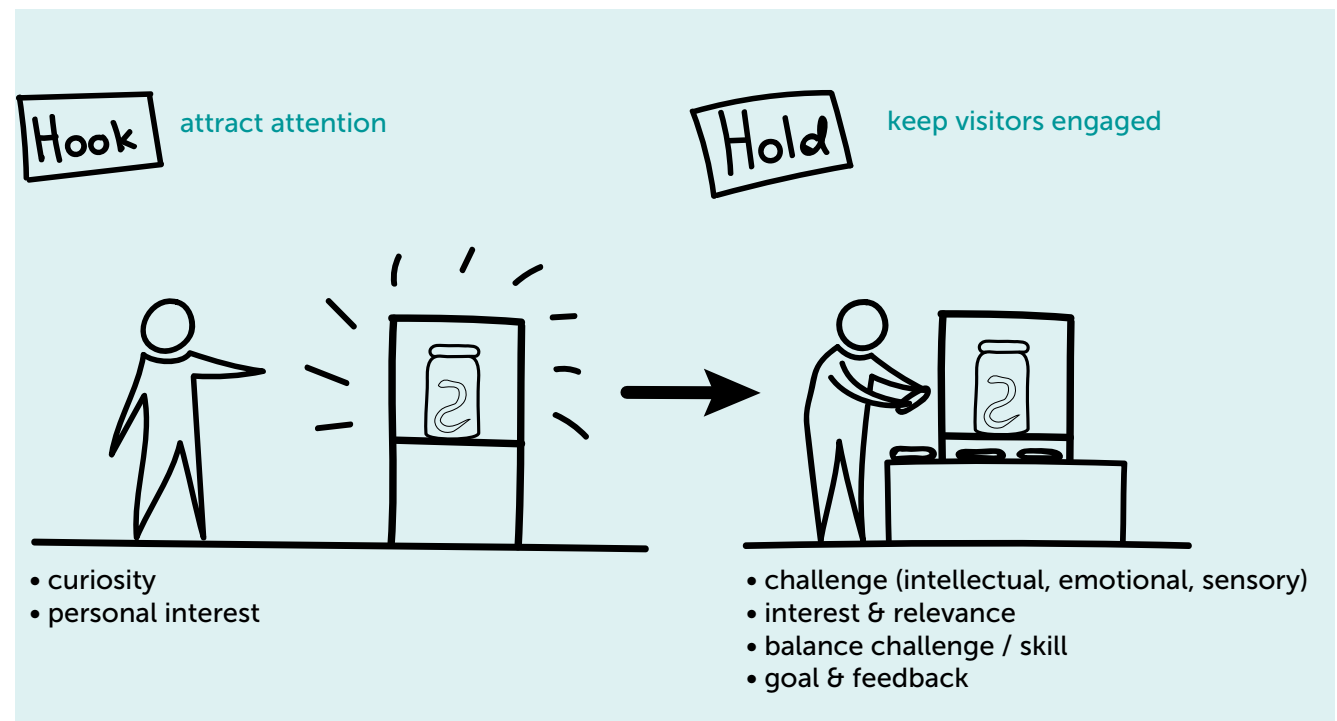 Hook
attract attention
Hold
keep visitors engaged
• curiosity
• personal interest
• challenge (intellectual, emotional, sensory)
• interest & relevance
• balance challenge / skill
• goal & feedback